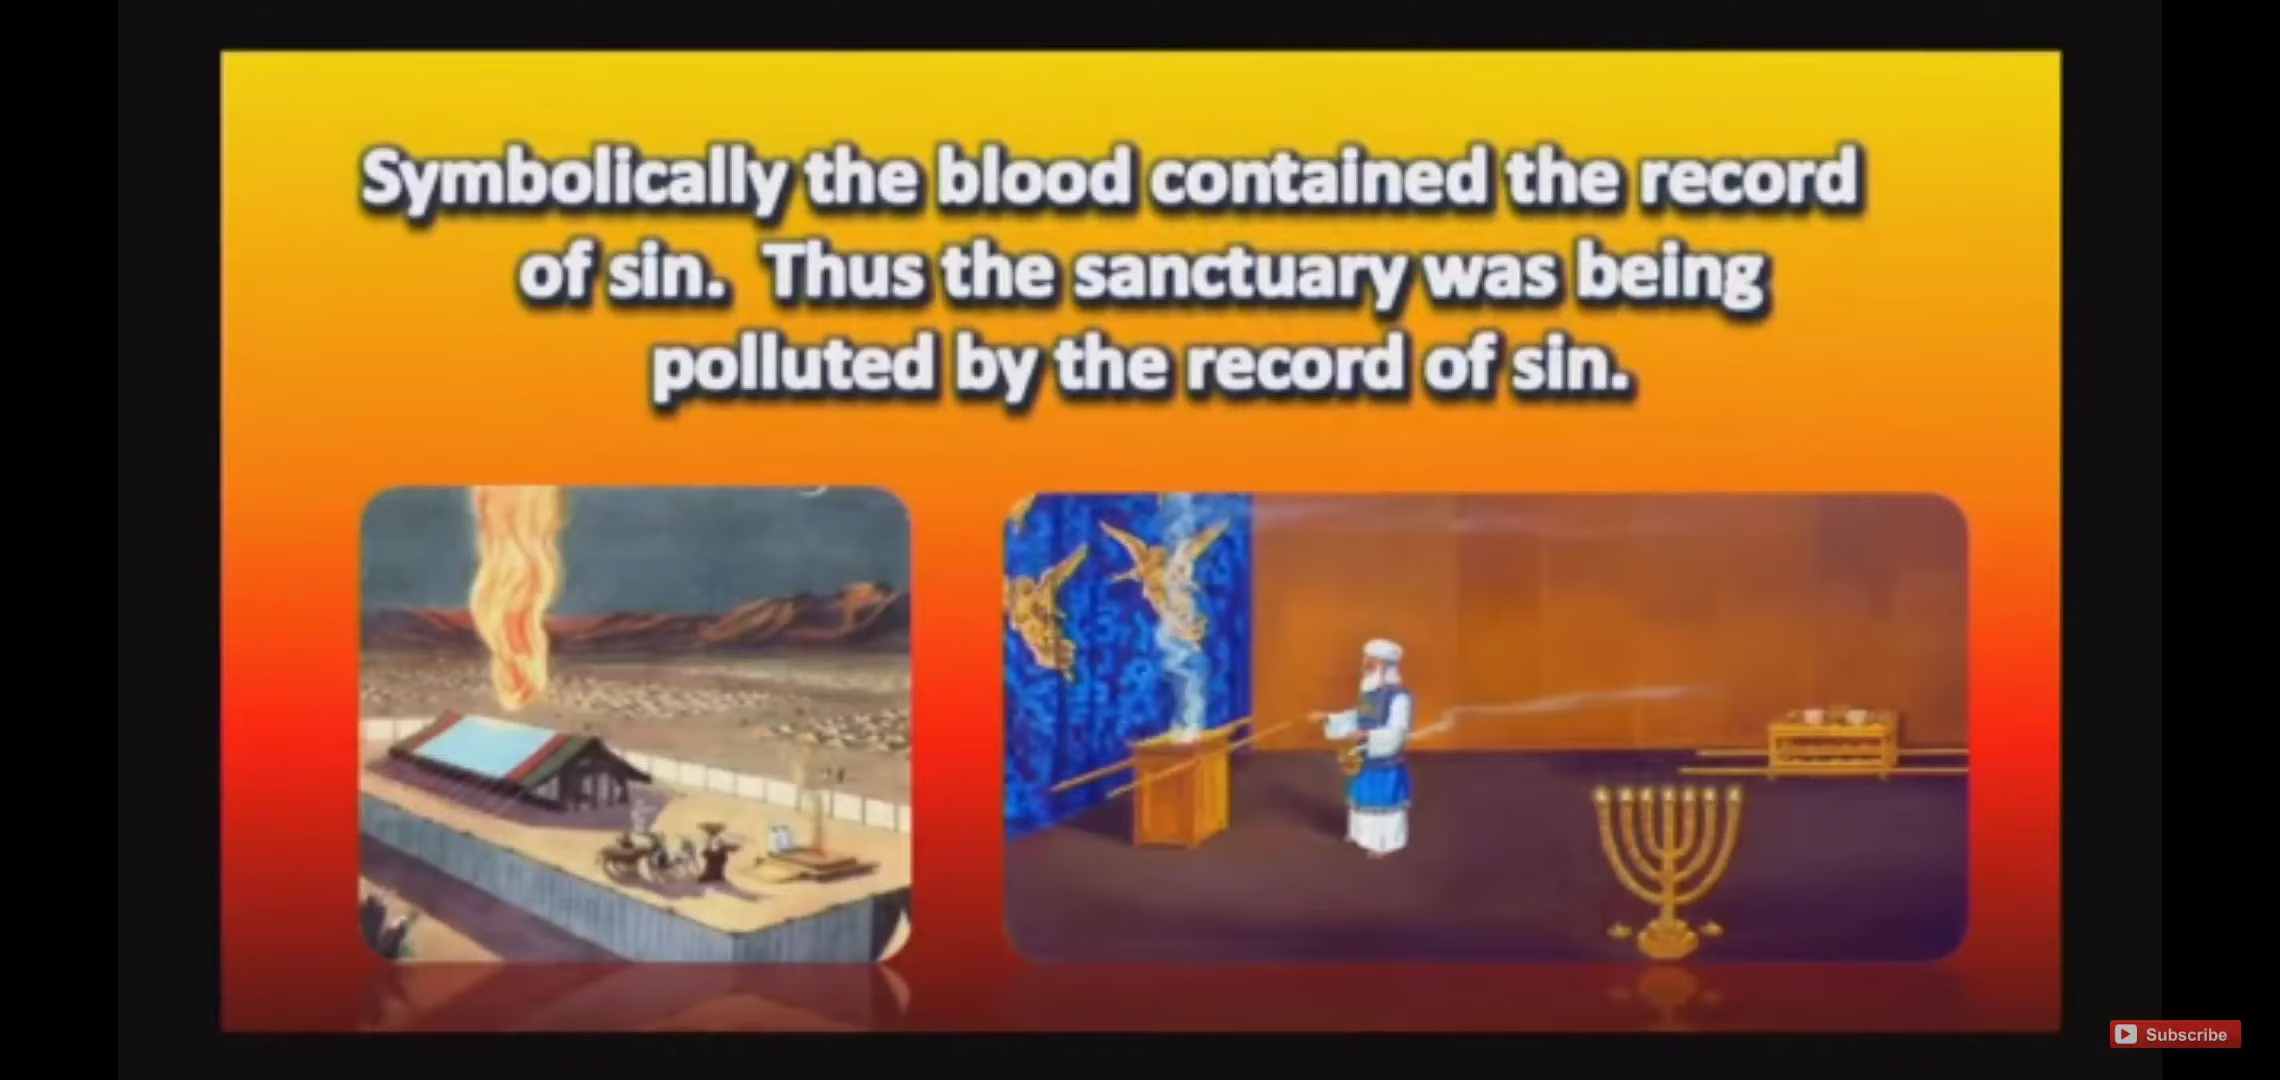 Symbolically the blood contained the record
of sin.  Thus the sanctuary was being
polluted by the record of sin.
Subscribe